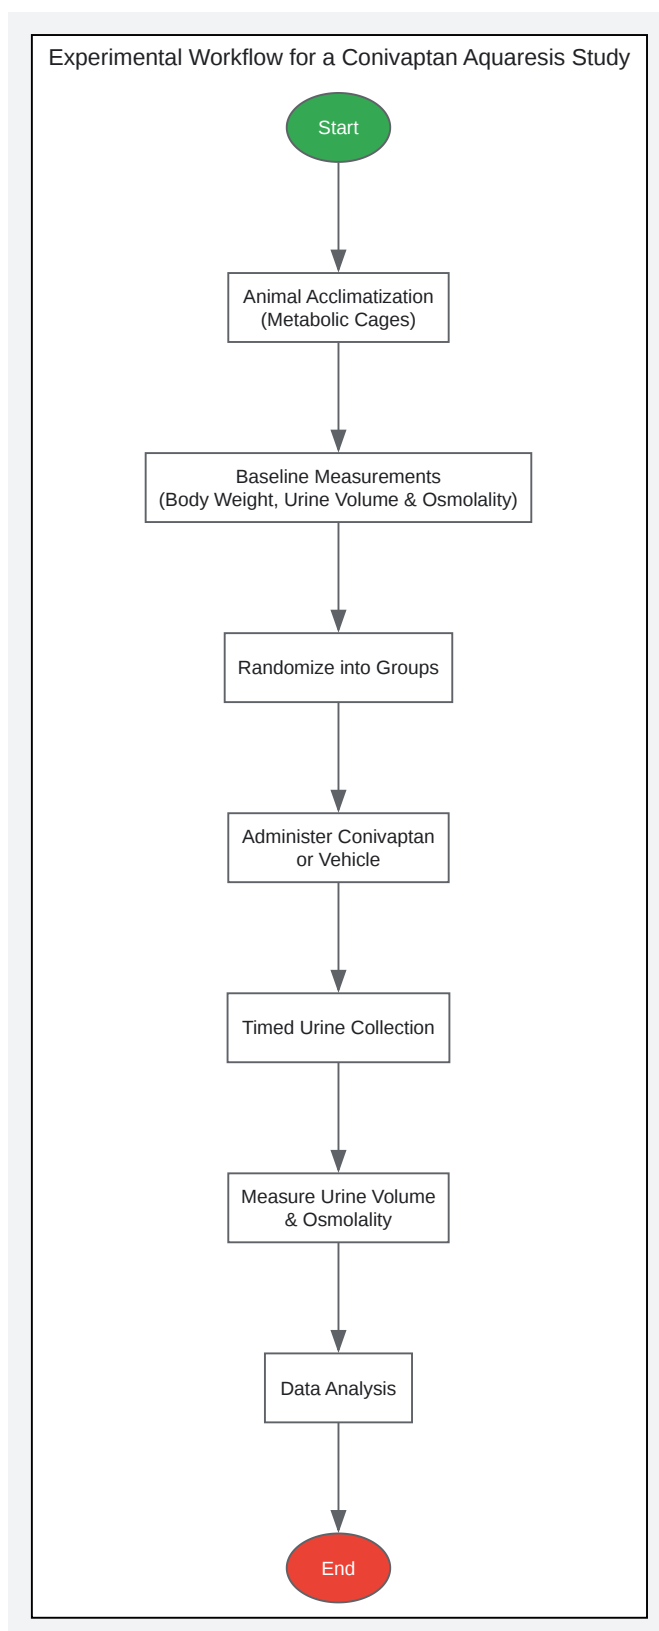 Experimental Workflow for a Conivaptan Aquaresis Study
Start
Animal Acclimatization
(Metabolic Cages)
Baseline Measurements
(Body Weight, Urine Volume & Osmolality)
Randomize into Groups
Administer Conivaptan
or Vehicle
Timed Urine Collection
Measure Urine Volume
& Osmolality
Data Analysis
End